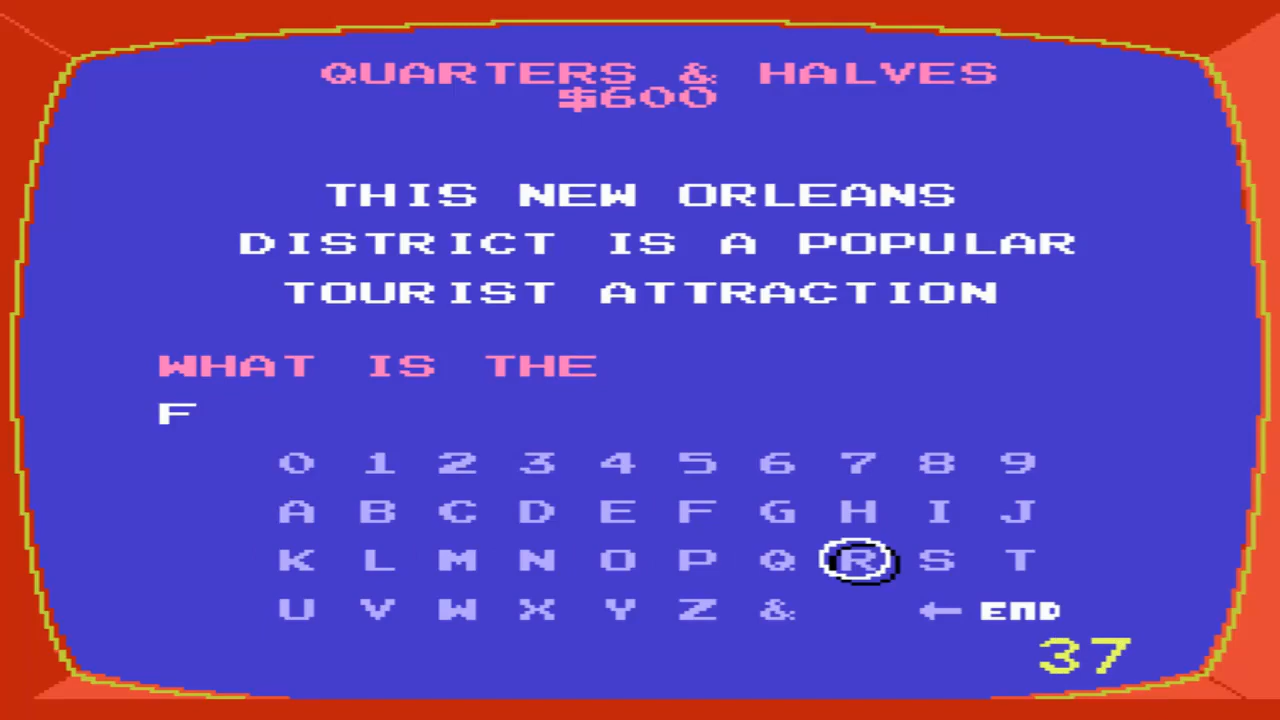 QUARTERS & HALVES
$600
THIS NEW ORLEANS
DISTRICT IS A POPULAR
TOURIST ATTRACTION
WHAT IS THE
F
0 1 2 3 4 5 6 7 8 9
A B C D E F G H I J
K L M N O P Q R S T
U V W X Y Z & ← END
37